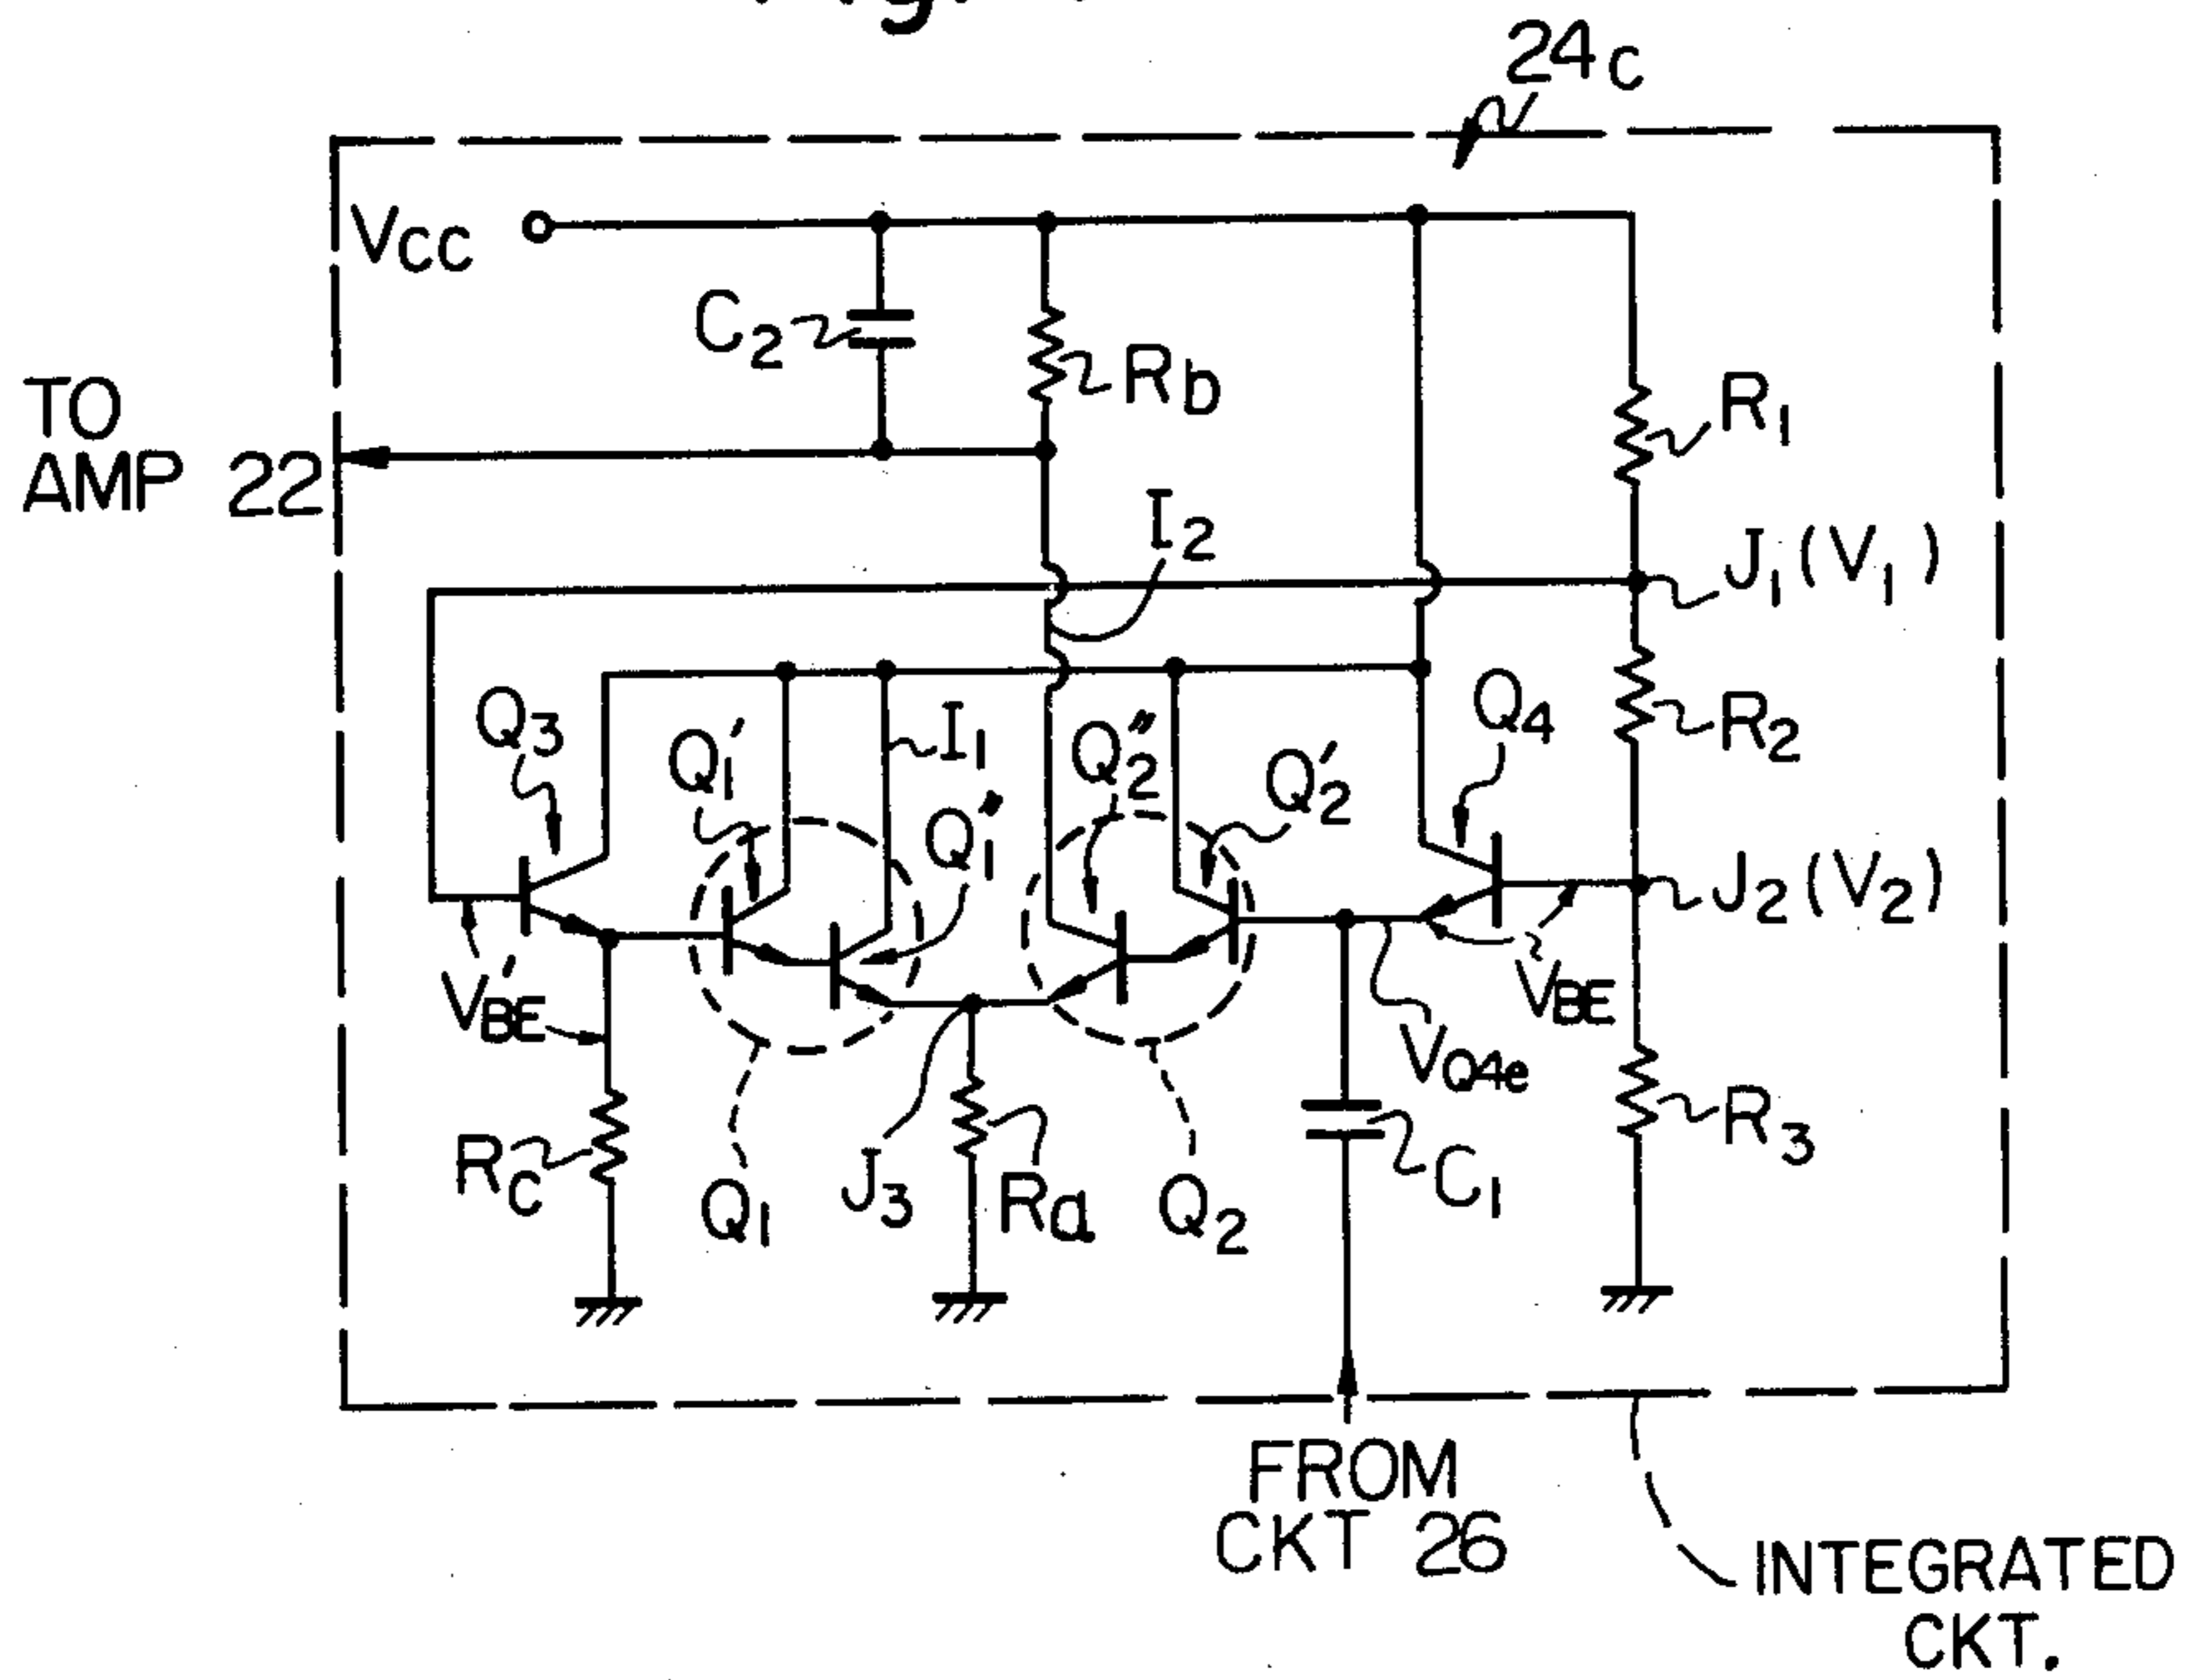 24c
Vcc
C2
Rb
R1
TO
AMP 22
I2
J1 (V1)
Q3
Q1'
I1
Q1"
Q2"
Q2'
Q4
R2
J2 (V2)
V'BE
VBE
VQ4e
Rc
Q1
J3
Ra
Q2
C1
R3
FROM
CKT 26
INTEGRATED
CKT.